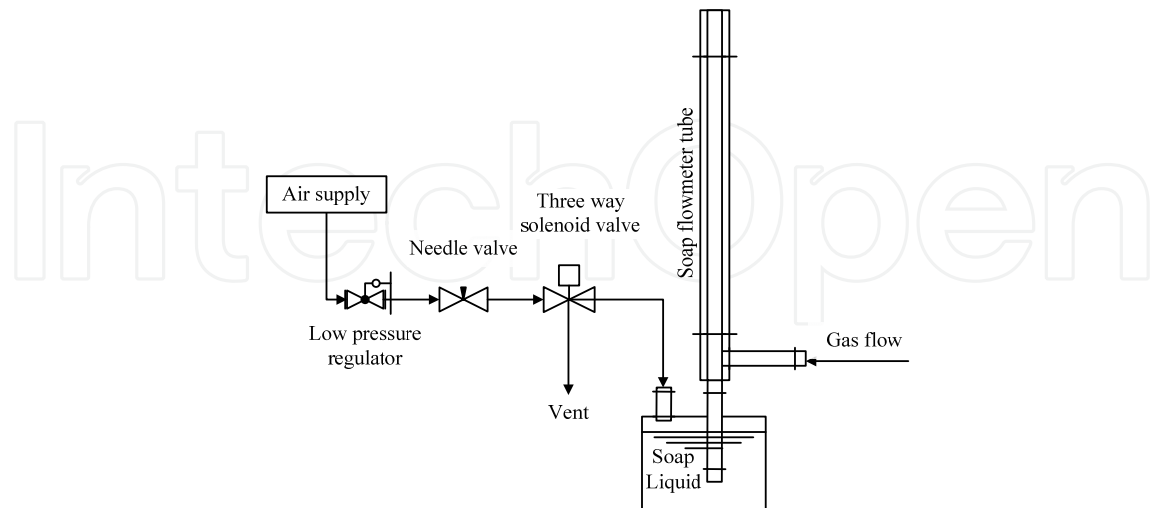 IntechOpen
Air supply
Three way
solenoid valve
Needle valve
Low pressure
regulator
Vent
Soap flowmeter tube
Gas flow
Soap
Liquid